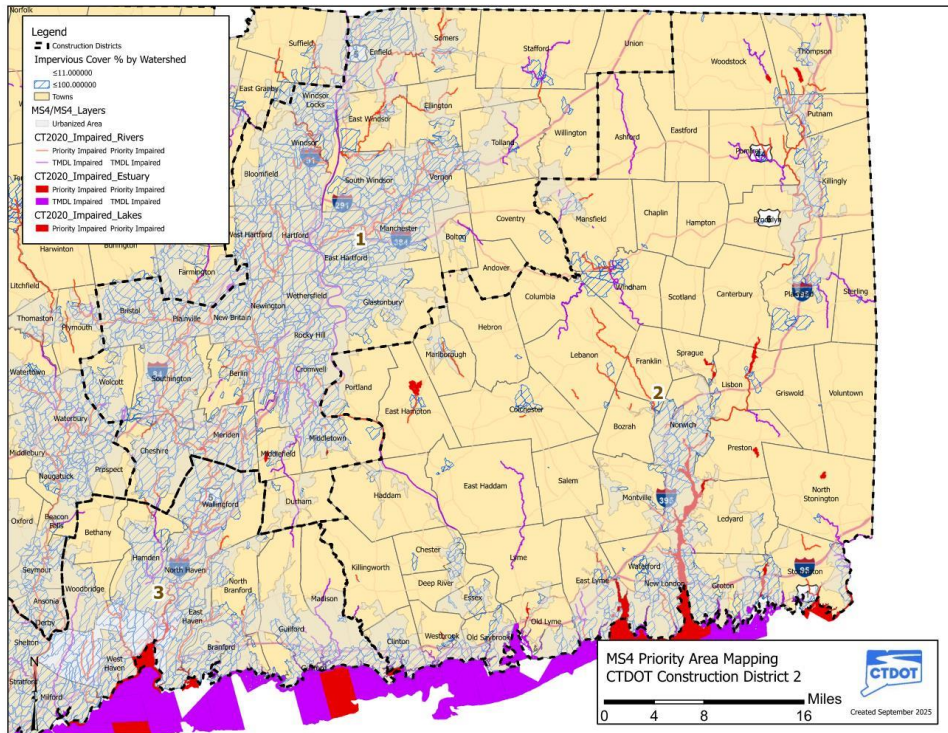 Norfolk
Legend
Construction Districts
Impervious Cover % by Watershed
≤11.000000
≤100.000000
Towns
MS4/MS4_Layers
Urbanized Area
CT2020_Impaired_Rivers
Priority Impaired Priority Impaired
TMDL Impaired TMDL Impaired
CT2020_Impaired_Estuary
Priority Impaired Priority Impaired
TMDL Impaired TMDL Impaired
CT2020_Impaired_Lakes
Priority Impaired Priority Impaired
Suffield
Enfield
Somers
Stafford
Union
Woodstock
Thompson
East Granby
Windsor
Locks
East Windsor
Ellington
Willington
Ashford
Eastford
Putnam
Windsor
Tolland
Pomfret
44
Killingly
Bloomfield
South Windsor
Vernon
291
Mansfield
Chaplin
Hampton
Brooklyn
6
West Hartford
Hartford
Manchester
384
Coventry
Bolton
1
East Hartford
Andover
Windham
Scotland
Canterbury
395
Sterling
Harwinton
Burlington
Farmington
Litchfield
Wethersfield
Newington
Glastonbury
Columbia
Hebron
Thomaston
Plymouth
Bristol
Plainville
New Britain
Rocky Hill
Marlborough
Lebanon
Franklin
Sprague
Lisbon
Griswold
Voluntown
Watertown
Wolcott
84
Southington
Berlin
Cromwell
Portland
East Hampton
Colchester
2
Bozrah
Norwich
Preston
Waterbury
Meriden
Middletown
Middlebury
Cheshire
Middlefield
Naugatuck
Prospect
Haddam
East Haddam
Salem
Montville
395
Ledyard
North
Stonington
Oxford
Beacon
Falls
Bethany
5
Wallingford
Durham
Seymour
Hamden
North Haven
Killingworth
Chester
Lyme
Waterford
95
Stonington
Ansonia
Derby
Woodbridge
3
North
Branford
Madison
Deep River
Essex
East Lyme
New London
Groton
Shelton
East
Haven
Guilford
Clinton
Westbrook
Old Saybrook
Old Lyme
West
Haven
Branford
N
Stratford
Milford
MS4 Priority Area Mapping
CTDOT Construction District 2
CTDOT
Miles
0 4 8 16
Created September 2025